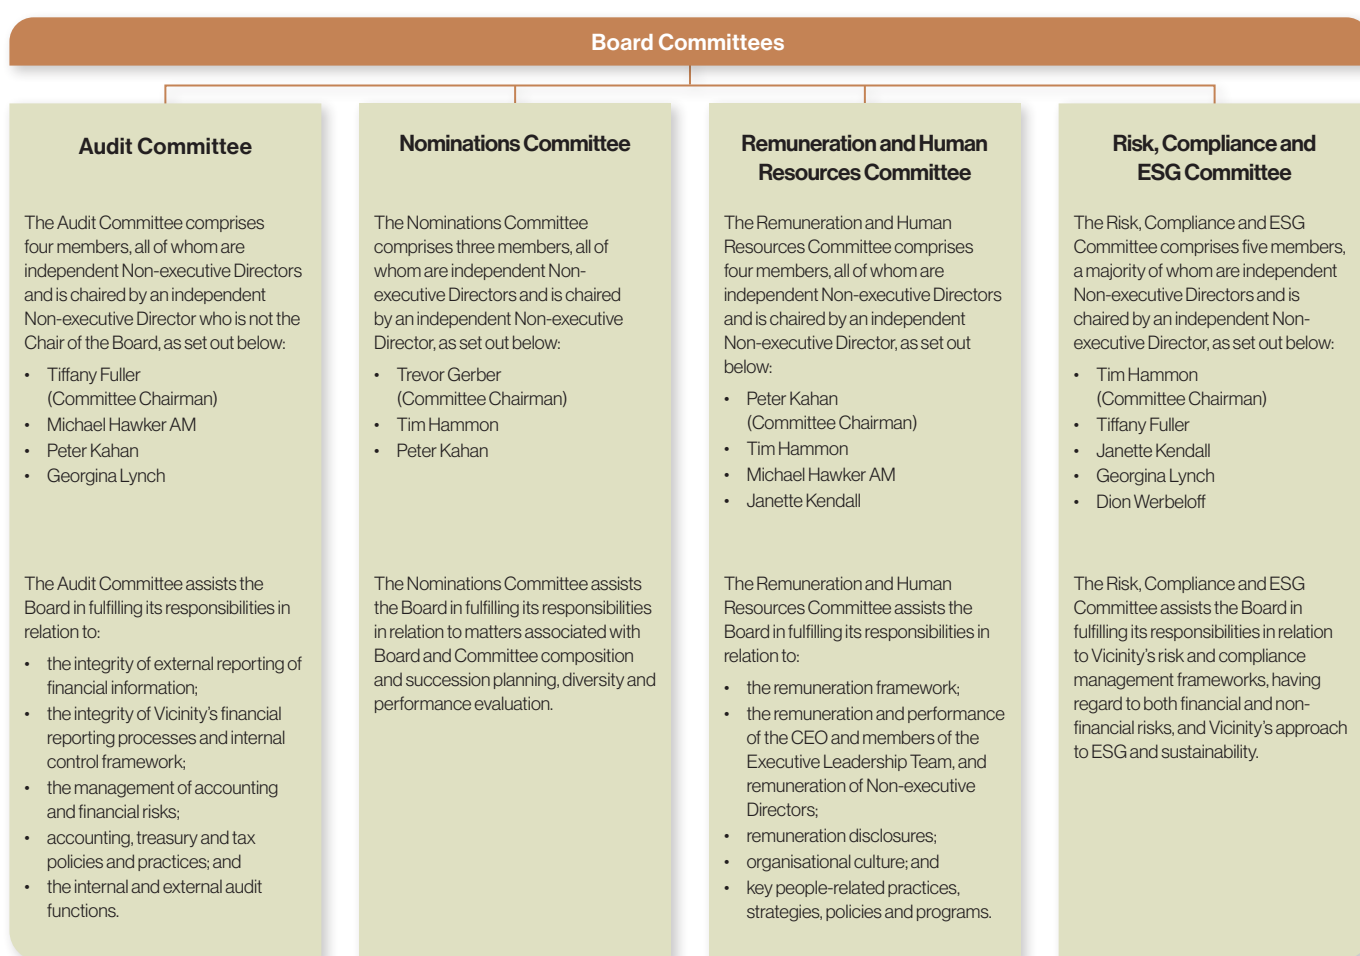 Board Committees
Audit Committee
The Audit Committee comprises
four members, all of whom are
independent Non-executive Directors
and is chaired by an independent
Non-executive Director who is not the
Chair of the Board, as set out below:
• Tiffany Fuller
(Committee Chairman)
• Michael Hawker AM
• Peter Kahan
• Georgina Lynch
The Audit Committee assists the
Board in fulfilling its responsibilities in
relation to:
• the integrity of external reporting of
financial information;
• the integrity of Vicinity’s financial
reporting processes and internal
control framework;
• the management of accounting
and financial risks;
• accounting, treasury and tax
policies and practices; and
• the internal and external audit
functions.
Nominations Committee
The Nominations Committee
comprises three members, all of
whom are independent Non-
executive Directors and is chaired
by an independent Non-executive
Director, as set out below:
• Trevor Gerber
(Committee Chairman)
• Tim Hammon
• Peter Kahan
The Nominations Committee assists
the Board in fulfilling its responsibilities
in relation to matters associated with
Board and Committee composition
and succession planning, diversity and
performance evaluation.
Remuneration and Human
Resources Committee
The Remuneration and Human
Resources Committee comprises
four members, all of whom are
independent Non-executive Directors
and is chaired by an independent
Non-executive Director, as set out
below:
• Peter Kahan
(Committee Chairman)
• Tim Hammon
• Michael Hawker AM
• Janette Kendall
The Remuneration and Human
Resources Committee assists the
Board in fulfilling its responsibilities in
relation to:
• the remuneration framework;
• the remuneration and performance
of the CEO and members of the
Executive Leadership Team, and
remuneration of Non-executive
Directors;
• remuneration disclosures;
• organisational culture; and
• key people-related practices,
strategies, policies and programs.
Risk, Compliance and
ESG Committee
The Risk, Compliance and ESG
Committee comprises five members,
a majority of whom are independent
Non-executive Directors and is
chaired by an independent Non-
executive Director, as set out below:
• Tim Hammon
(Committee Chairman)
• Tiffany Fuller
• Janette Kendall
• Georgina Lynch
• Dion Werbeloff
The Risk, Compliance and ESG
Committee assists the Board in
fulfilling its responsibilities in relation
to Vicinity’s risk and compliance
management frameworks, having
regard to both financial and non-
financial risks, and Vicinity’s approach
to ESG and sustainability.